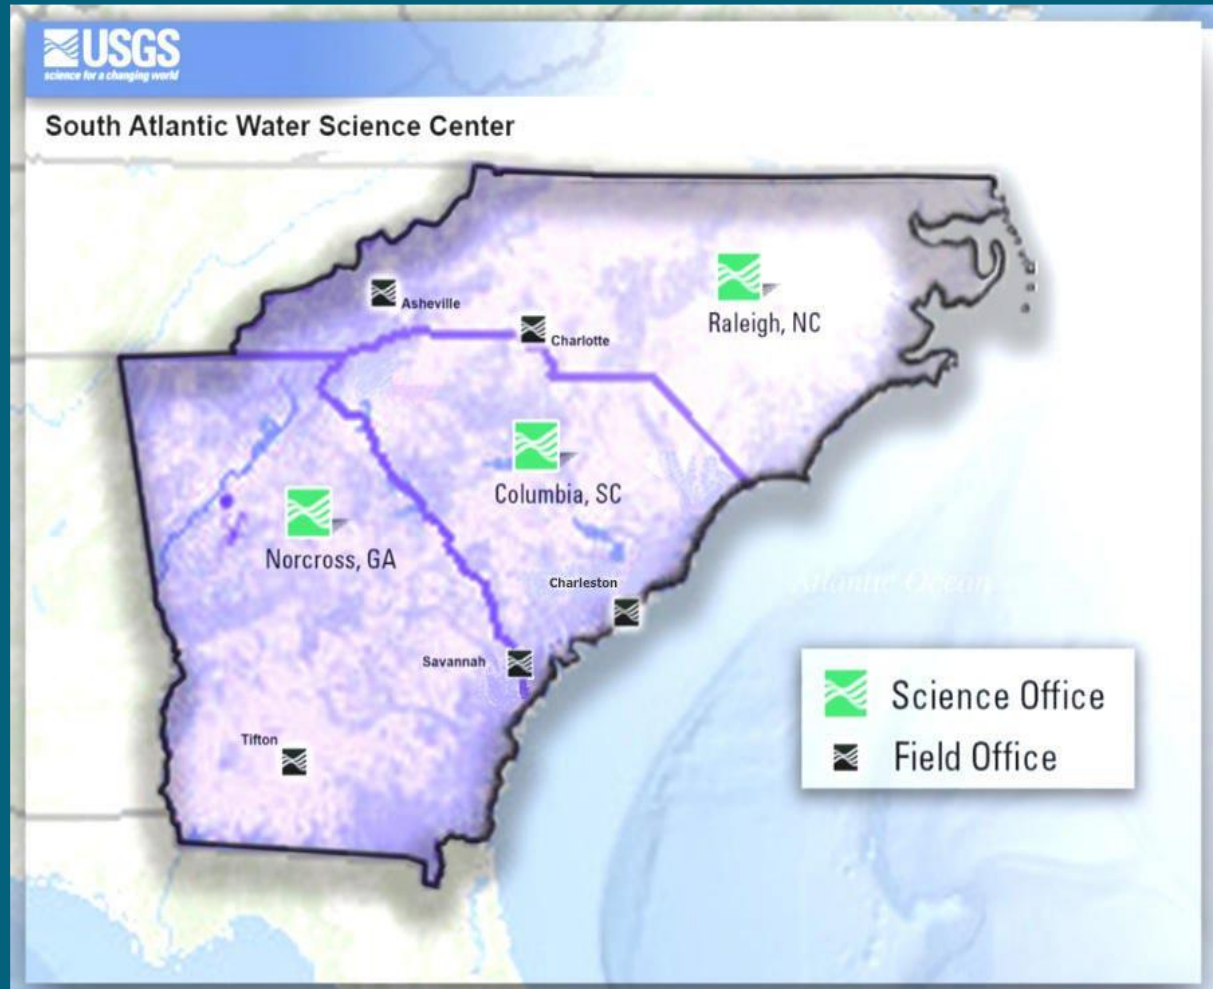 USGS
science for a changing world
South Atlantic Water Science Center
Asheville
Charlotte
Raleigh, NC
Columbia, SC
Norcross, GA
Charleston
Atlantic Ocean
Savannah
Tifton
Science Office
Field Office